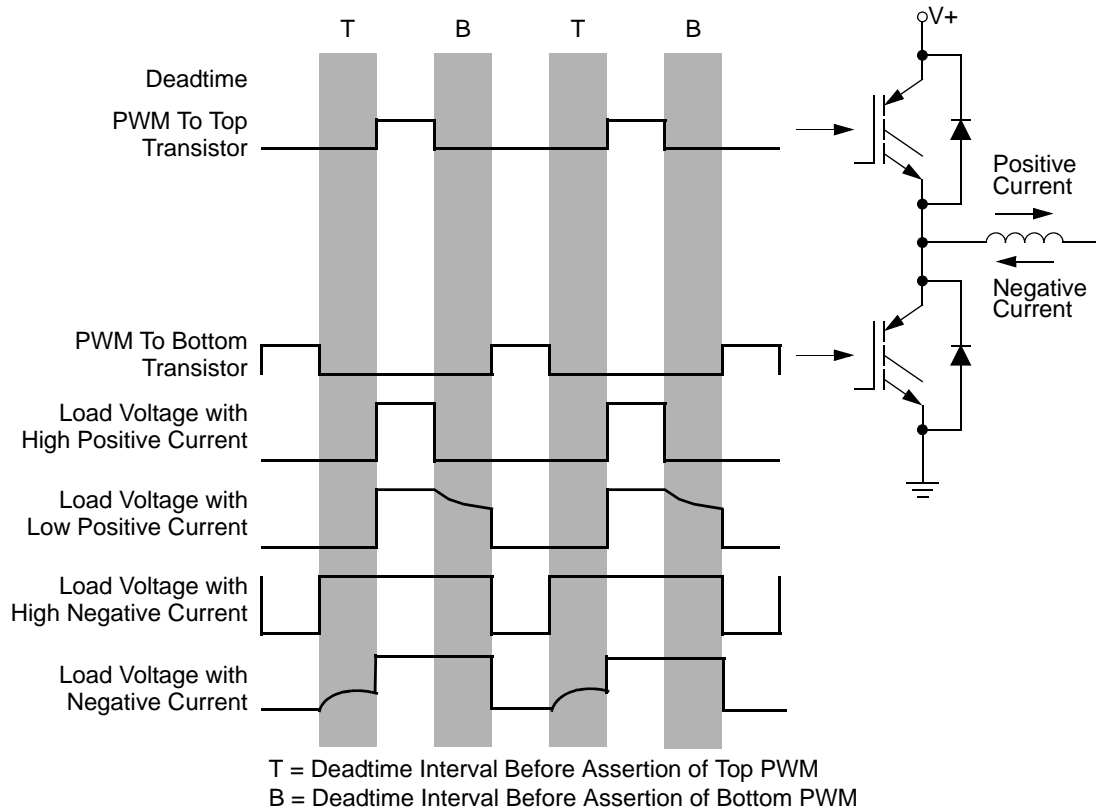 T B T B
V+
Deadtime
PWM To Top
Transistor
Positive
Current
Negative
Current
PWM To Bottom
Transistor
Load Voltage with
High Positive Current
Load Voltage with
Low Positive Current
Load Voltage with
High Negative Current
Load Voltage with
Negative Current
T = Deadtime Interval Before Assertion of Top PWM
B = Deadtime Interval Before Assertion of Bottom PWM